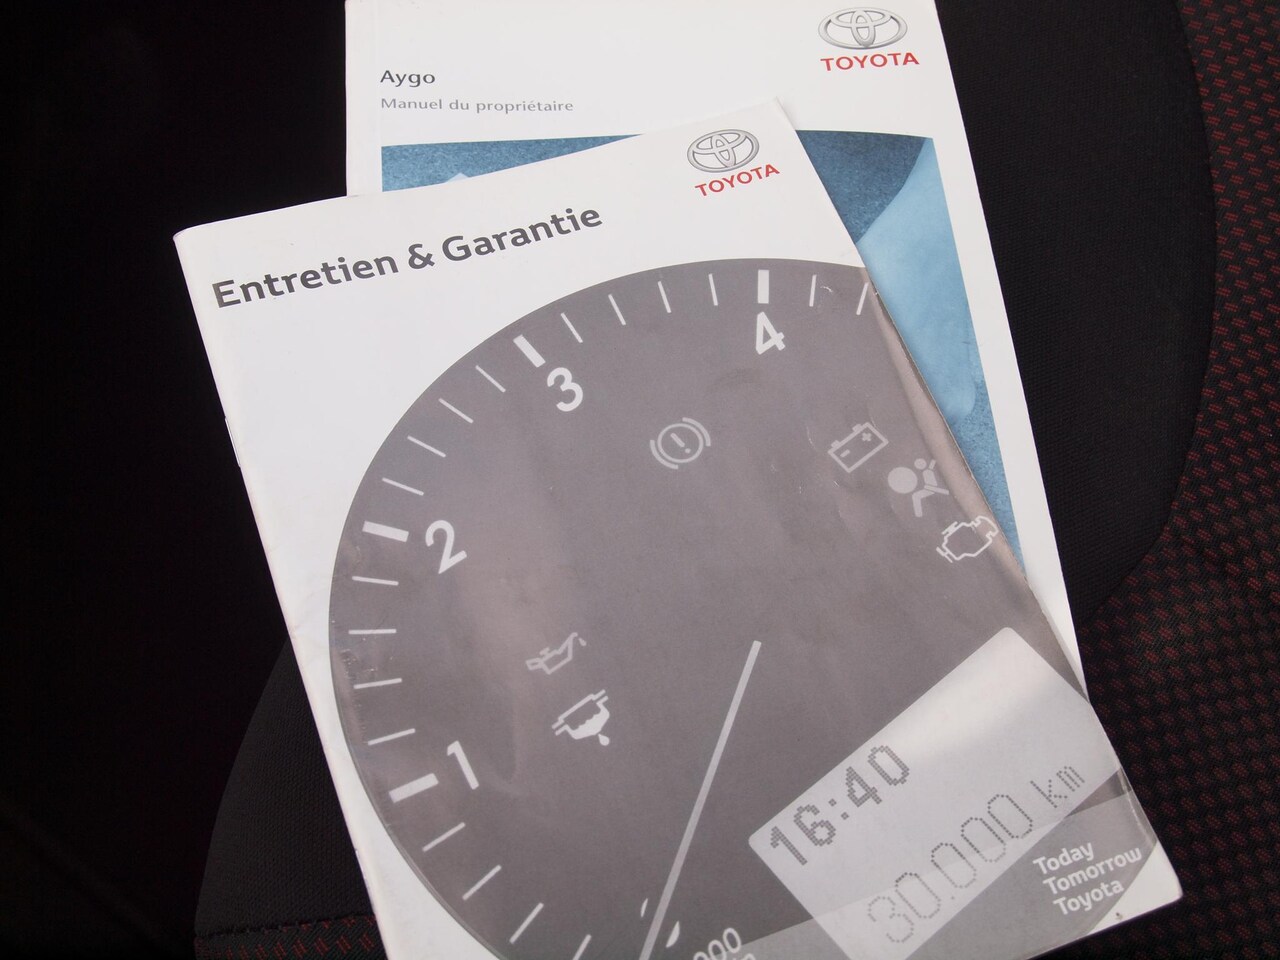 Aygo
Manuel du propriétaire
TOYOTA
TOYOTA
Entretien & Garantie
4
3
2
1
16:40
30.000 km
Today
Tomorrow
Toyota